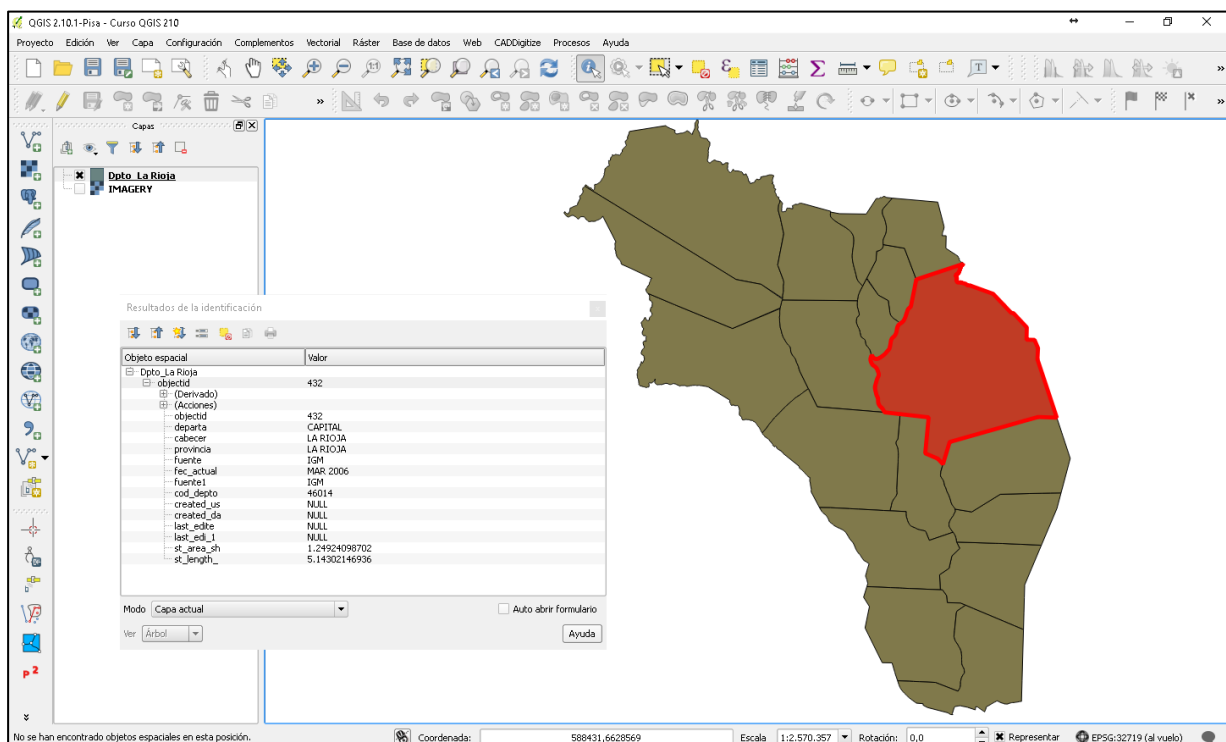 QGIS 2.10.1-Pisa - Curso QGIS 210
Proyecto Edición Ver Capa Configuración Complementos Vectorial Ráster Base de datos Web CADDigitize Procesos Ayuda
Capas
Dpto_La Rioja
IMAGERY
Resultados de la identificación
Objeto espacial Valor
Dpto_La Rioja
objectid 432
(Derivado)
(Acciones)
objectid 432
departa CAPITAL
cabecer LA RIOJA
provincia LA RIOJA
fuente IGM
fec_actual MAR 2006
fuente1 IGM
cod_depto 46014
created_us NULL
created_da NULL
last_edite NULL
last_edi_1 NULL
st_area_sh 1.24924098702
st_length_ 5.14302146936
Modo Capa actual Auto abrir formulario
Ver Árbol Ayuda
P2
No se han encontrado objetos espaciales en esta posición. Coordenada: 588431,6628569 Escala 1:2.570.357 Rotación: 0,0 Representar EPSG:32719 (al vuelo)